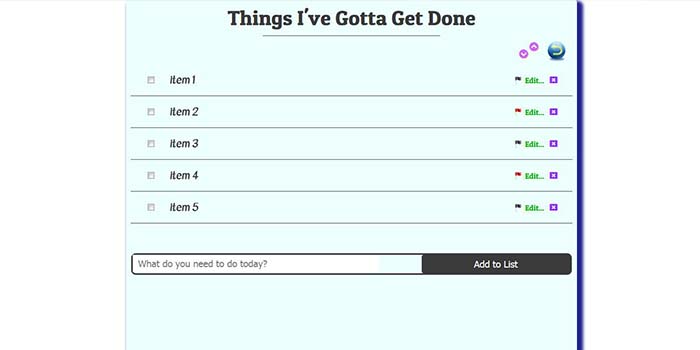 Things I've Gotta Get Done
Item 1 Edit...
Item 2 Edit...
Item 3 Edit...
Item 4 Edit...
Item 5 Edit...
What do you need to do today? Add to List